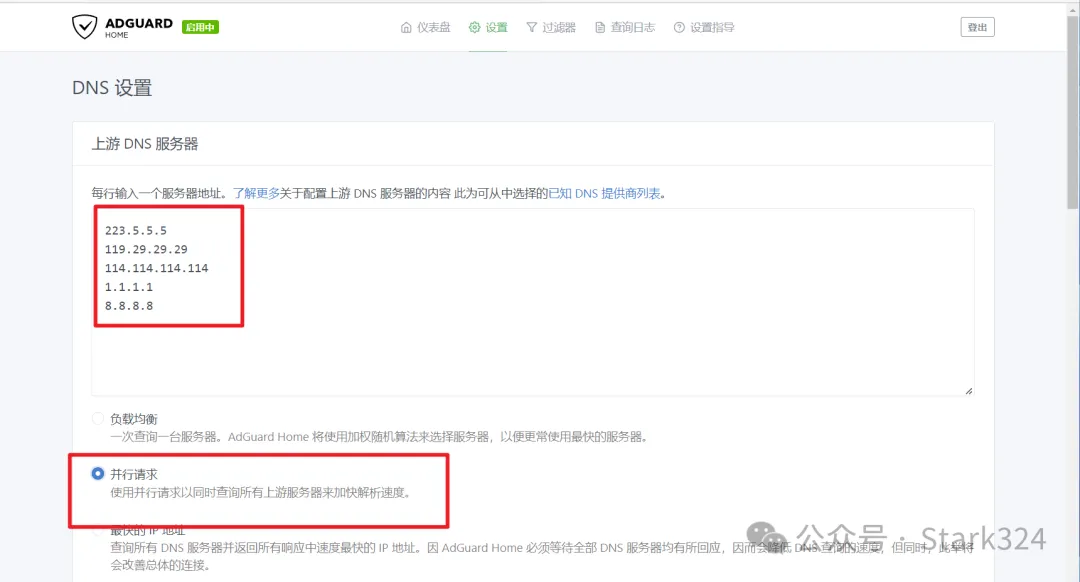 ADGUARD
HOME
启用中
仪表盘
设置
过滤器
查询日志
设置指导
登出
DNS 设置
上游 DNS 服务器
每行输入一个服务器地址。了解更多关于配置上游 DNS 服务器的内容 此为可从中选择的已知 DNS 提供商列表。
223.5.5.5
119.29.29.29
114.114.114.114
1.1.1.1
8.8.8.8
负载均衡
一次查询一台服务器。AdGuard Home 将使用加权随机算法来选择服务器，以便更常使用最快的服务器。
并行请求
使用并行请求以同时查询所有上游服务器来加快解析速度。
最快的 IP 地址
查询所有 DNS 服务器并返回所有响应中速度最快的 IP 地址。因 AdGuard Home 必须等待全部 DNS 服务器均有所回应，因而会降低 DNS 查询的速度，但同时，此举将
会改善总体的连接。
公众号 · Stark324